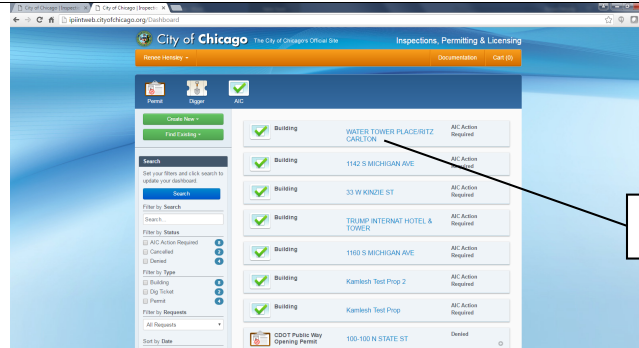 City of Chicago | Inspecti
City of Chicago | Inspecti
ipiintweb.cityofchicago.org/Dashboard
City of Chicago The City of Chicago's Official Site Inspections, Permitting & Licensing
Renee Hensley Documentation Cart (0)
Permit Digger AIC
Create New
Find Existing
Search
Set your filters and click search to
update your dashboard.
Search
Filter by Search
Search...
Filter by Status
AIC Action Required
Cancelled
Denied
Filter by Type
Building
Dig Ticket
Permit
Filter by Requests
All Requests
Sort by Date
Building WATER TOWER PLACE/RITZ CARLTON AIC Action Required
Building 1142 S MICHIGAN AVE AIC Action Required
Building 33 W KINZIE ST AIC Action Required
Building TRUMP INTERNAT HOTEL & TOWER AIC Action Required
Building 1160 S MICHIGAN AVE AIC Action Required
Building Kamlesh Test Prop 2 AIC Action Required
Building Kamlesh Test Prop AIC Action Required
CDOT Public Way Opening Permit 100-100 N STATE ST Denied